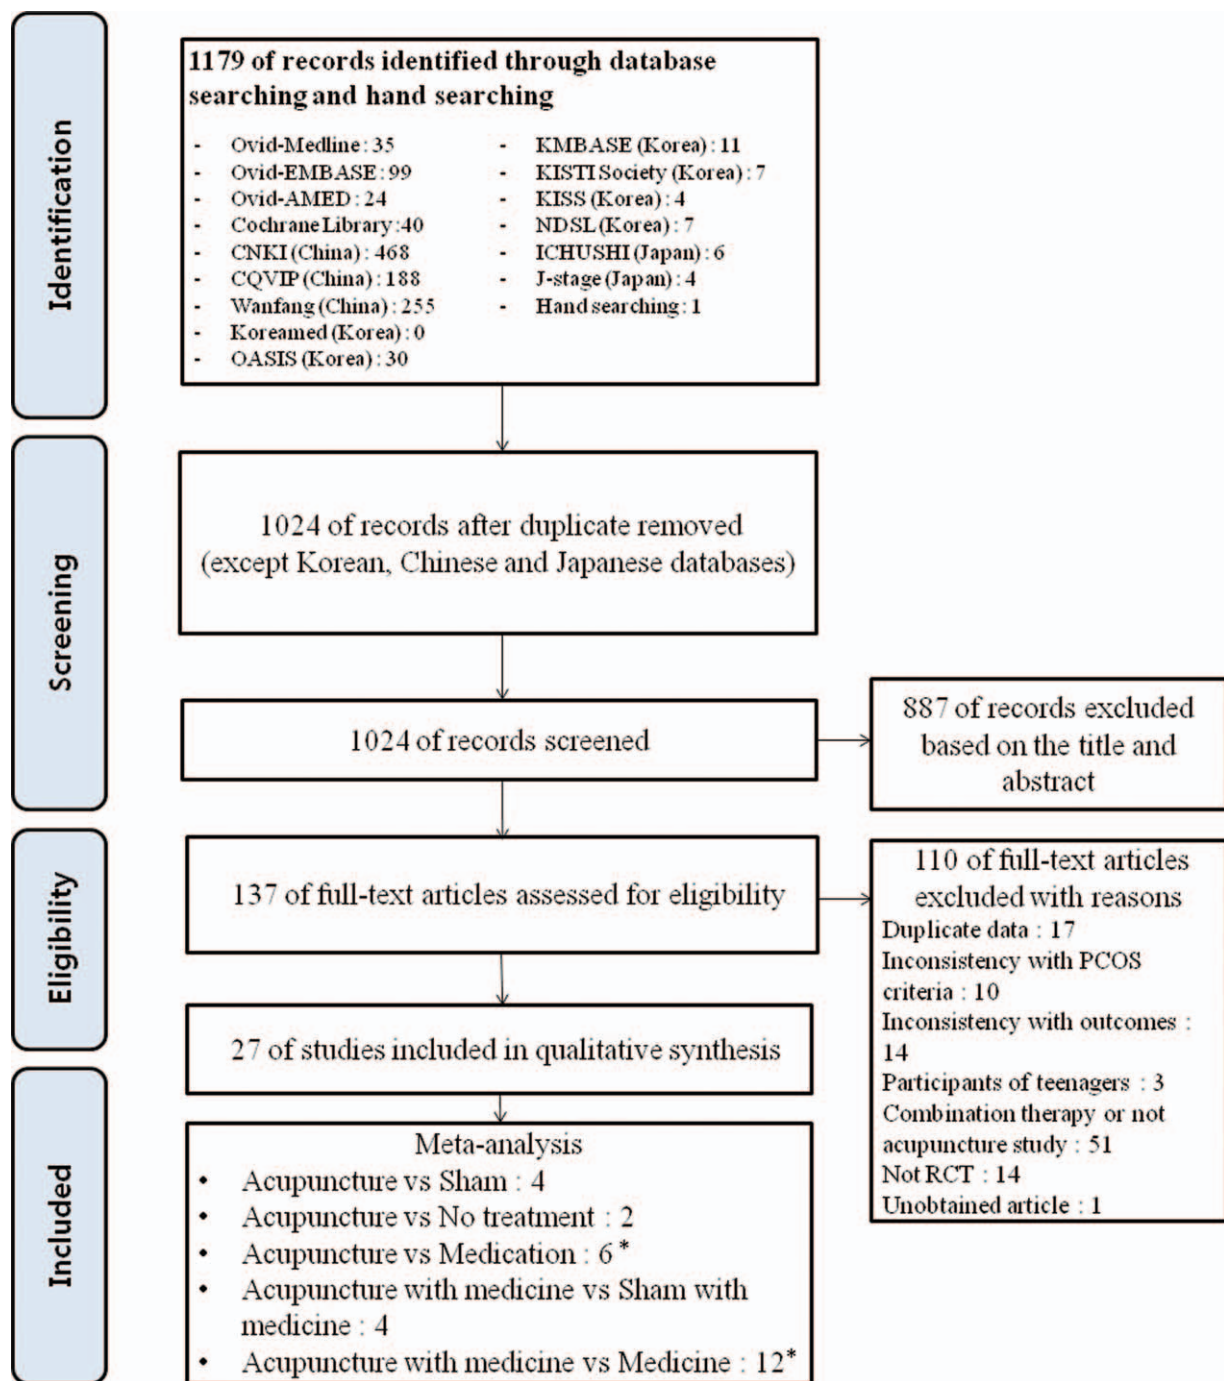 Identification
1179 of records identified through database
searching and hand searching
- Ovid-Medline : 35
- Ovid-EMBASE : 99
- Ovid-AMED : 24
- Cochrane Library :40
- CNKI (China) : 468
- CQVIP (China) : 188
- Wanfang (China) : 255
- Koreamed (Korea) : 0
- OASIS (Korea) : 30
- KMBASE (Korea) : 11
- KISTI Society (Korea) : 7
- KISS (Korea) : 4
- NDSL (Korea) : 7
- ICHUSHI (Japan) : 6
- J-stage (Japan) : 4
- Hand searching : 1
Screening
1024 of records after duplicate removed
(except Korean, Chinese and Japanese databases)
1024 of records screened
887 of records excluded
based on the title and
abstract
Eligibility
137 of full-text articles assessed for eligibility
110 of full-text articles
excluded with reasons
Duplicate data : 17
Inconsistency with PCOS
criteria : 10
Inconsistency with outcomes :
14
Participants of teenagers : 3
Combination therapy or not
acupuncture study : 51
Not RCT : 14
Unobtained article : 1
27 of studies included in qualitative synthesis
Included
Meta-analysis
• Acupuncture vs Sham : 4
• Acupuncture vs No treatment : 2
• Acupuncture vs Medication : 6*
• Acupuncture with medicine vs Sham with
medicine : 4
• Acupuncture with medicine vs Medicine : 12*